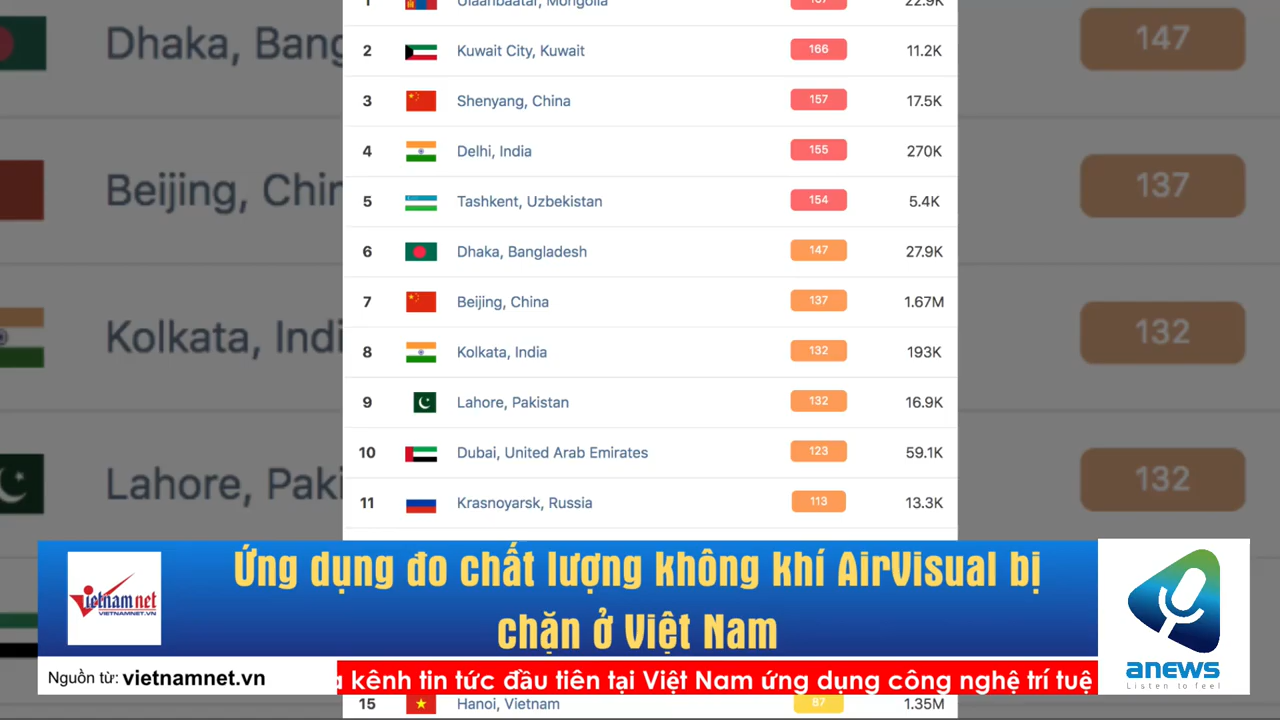 1 Ulaanbaatar, Mongolia 22.9K
2 Kuwait City, Kuwait 166 11.2K
3 Shenyang, China 157 17.5K
4 Delhi, India 155 270K
5 Tashkent, Uzbekistan 154 5.4K
6 Dhaka, Bangladesh 147 27.9K
7 Beijing, China 137 1.67M
8 Kolkata, India 132 193K
9 Lahore, Pakistan 132 16.9K
10 Dubai, United Arab Emirates 123 59.1K
11 Krasnoyarsk, Russia 113 13.3K
15 Hanoi, Vietnam 87 1.35M
Dhaka, Bang 147
Beijing, Chin 137
Kolkata, Indi 132
Lahore, Paki 132
Ứng dụng đo chất lượng không khí AirVisual bị
chặn ở Việt Nam
Vietnamnet
VIETNAMNET.VN
Nguồn từ: vietnamnet.vn
kênh tin tức đầu tiên tại Việt Nam ứng dụng công nghệ trí tuệ
anews
Listen to feel